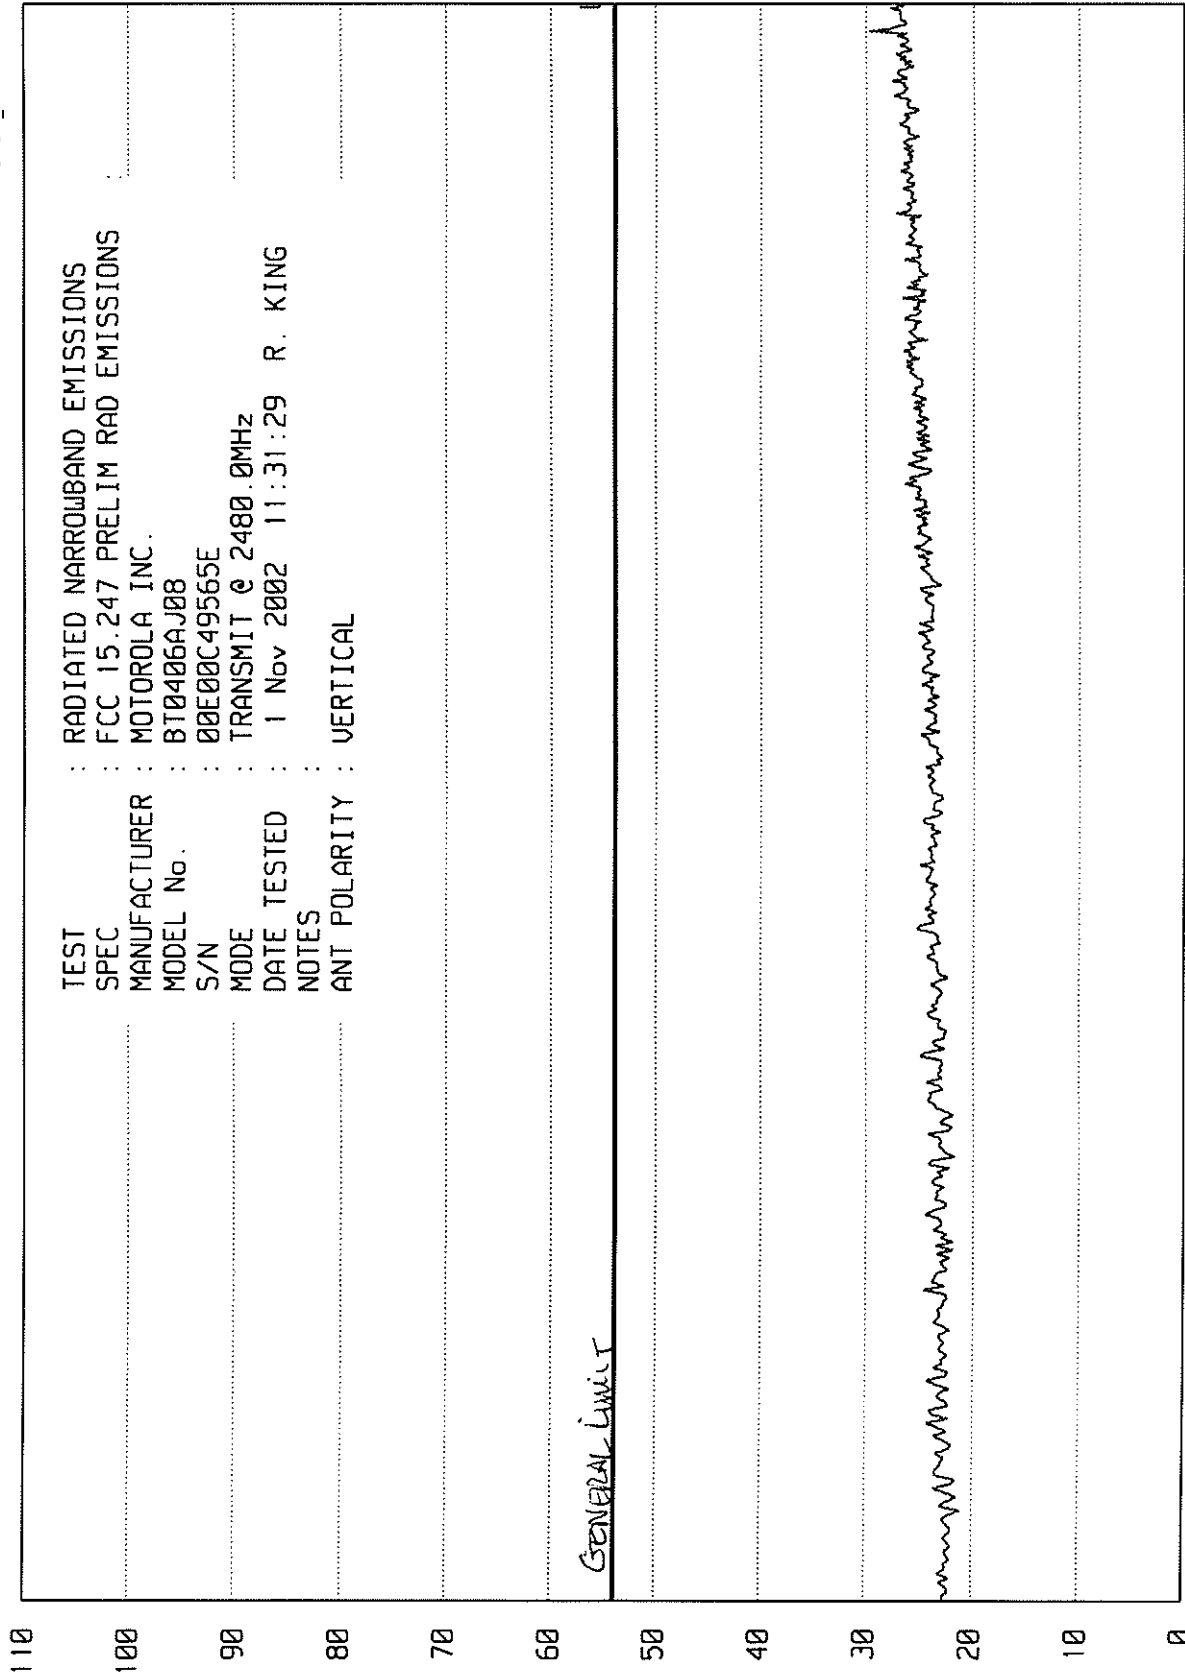 TEST : RADIATED NARROWBAND EMISSIONS
SPEC : FCC 15.247 PRELIM RAD EMISSIONS :
MANUFACTURER : MOTOROLA INC.
MODEL No. : BT0406AJ08
S/N : 00E00C49565E
MODE : TRANSMIT @ 2480.0MHz
DATE TESTED : 1 Nov 2002 11:31:29 R. KING
NOTES :
ANT POLARITY : VERTICAL
110
100
90
80
70
60
GENERAL LIMIT
50
40
30
20
10
0